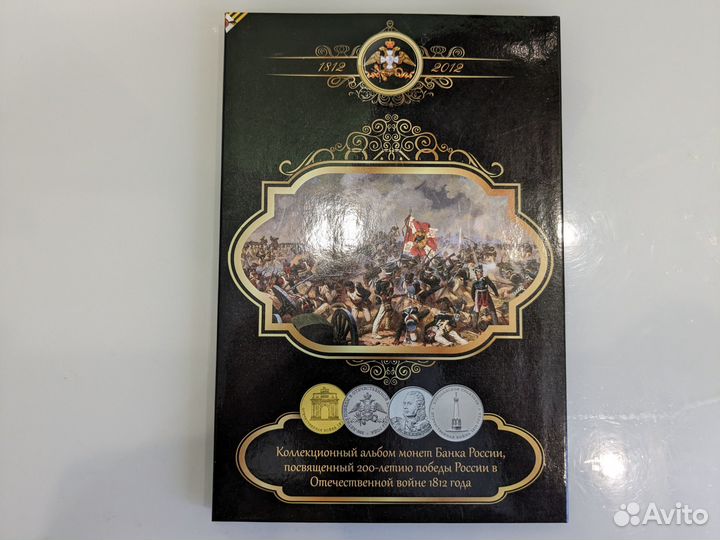 1812 2012
Коллекционный альбом монет Банка России,
посвященный 200-летию победы России в
Отечественной войне 1812 года
Avito